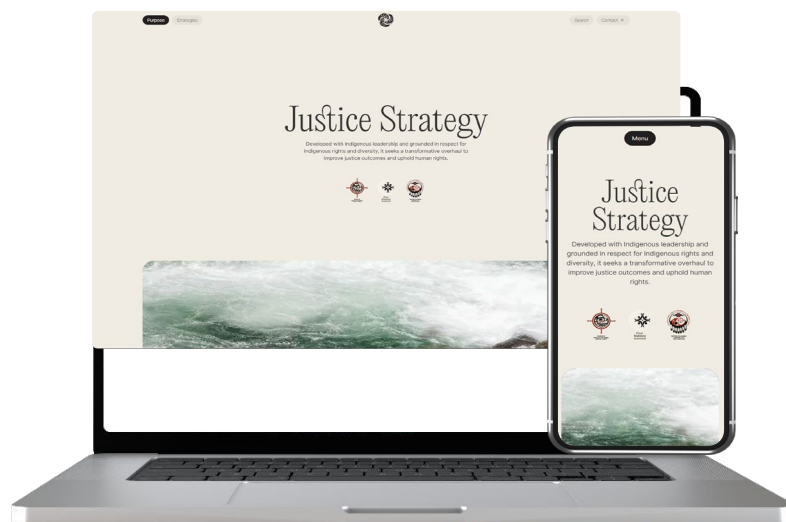 Purpose Strategies Search Contact
Justice Strategy
Developed with Indigenous leadership and grounded in respect for
Indigenous rights and diversity, it seeks a transformative overhaul to
improve justice outcomes and uphold human rights.
Menu
Justice
Strategy
Developed with Indigenous leadership and
grounded in respect for Indigenous rights and
diversity, it seeks a transformative overhaul to
improve justice outcomes and uphold human
rights.